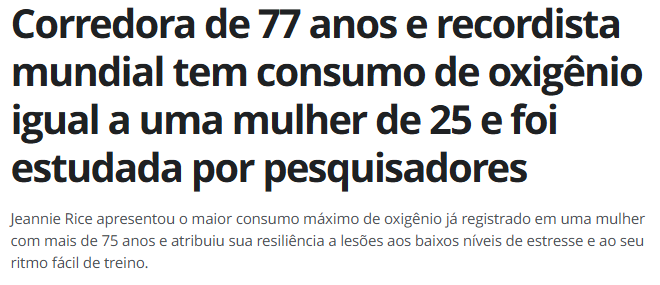 Corredora de 77 anos e recordista
mundial tem consumo de oxigênio
igual a uma mulher de 25 e foi
estudada por pesquisadores
Jeannie Rice apresentou o maior consumo máximo de oxigênio já registrado em uma mulher
com mais de 75 anos e atribuiu sua resiliência a lesões aos baixos níveis de estresse e ao seu
ritmo fácil de treino.